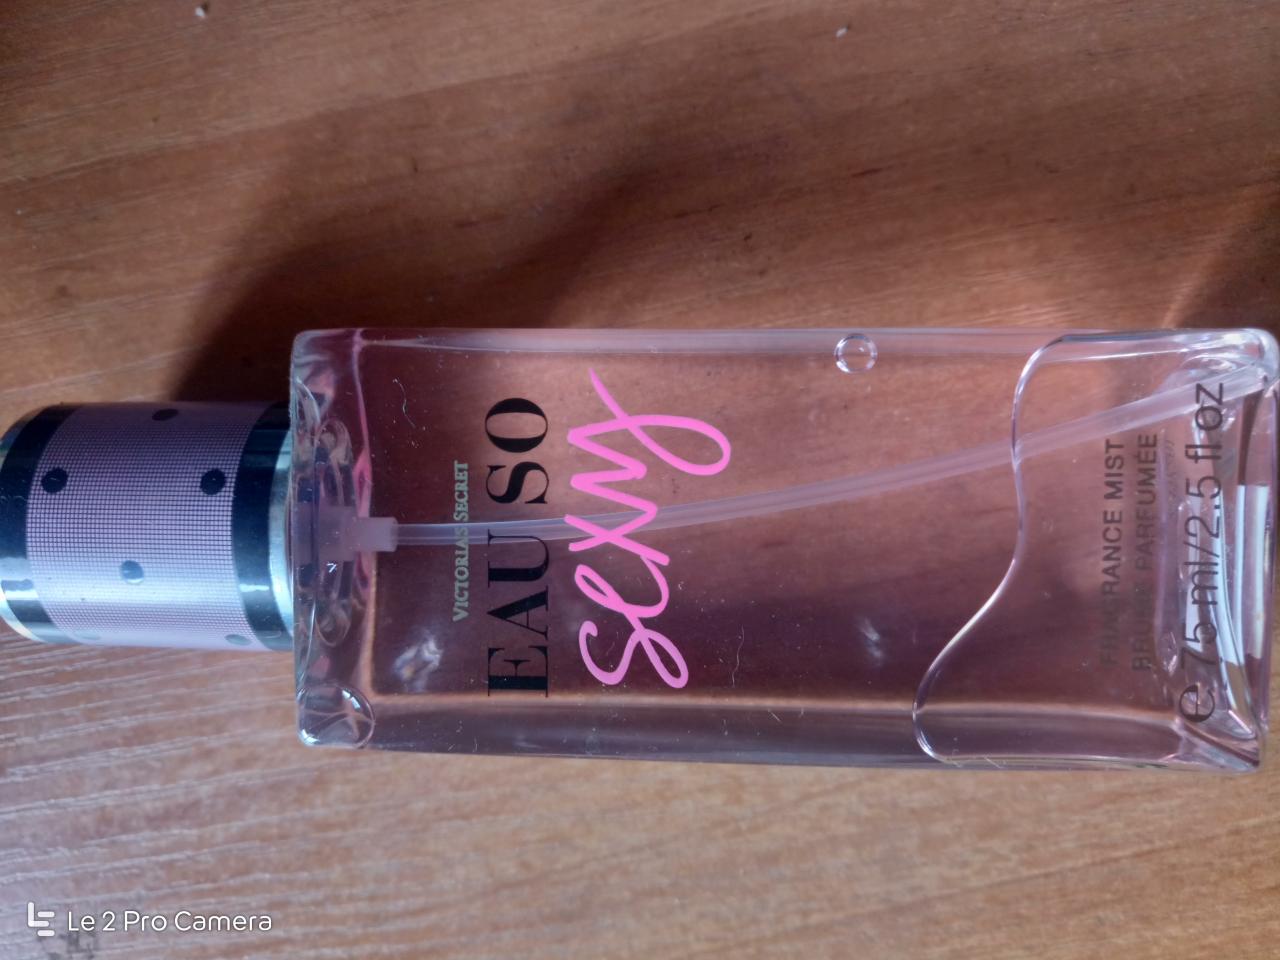 VICTORIA'S SECRET
EAU SO
sexy
FRAGRANCE MIST
BRUME PARFUMÉE
e 75 ml/2.5 fl oz
Le 2 Pro Camera